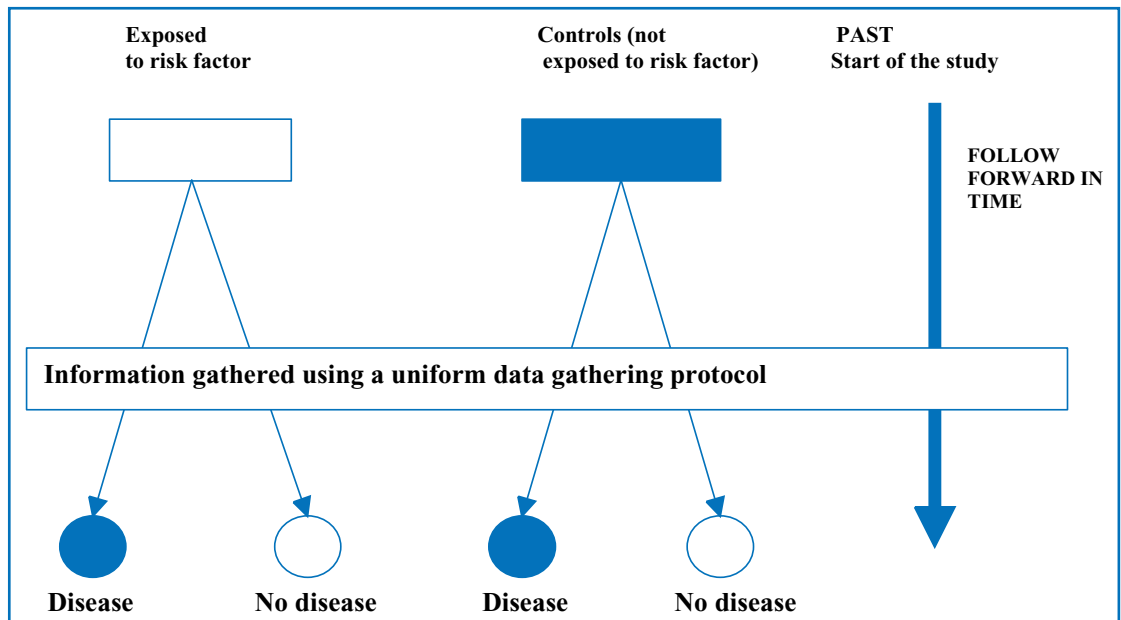 Exposed
to risk factor
Controls (not
exposed to risk factor)
PAST
Start of the study
FOLLOW
FORWARD IN
TIME
Information gathered using a uniform data gathering protocol
Disease
No disease
Disease
No disease